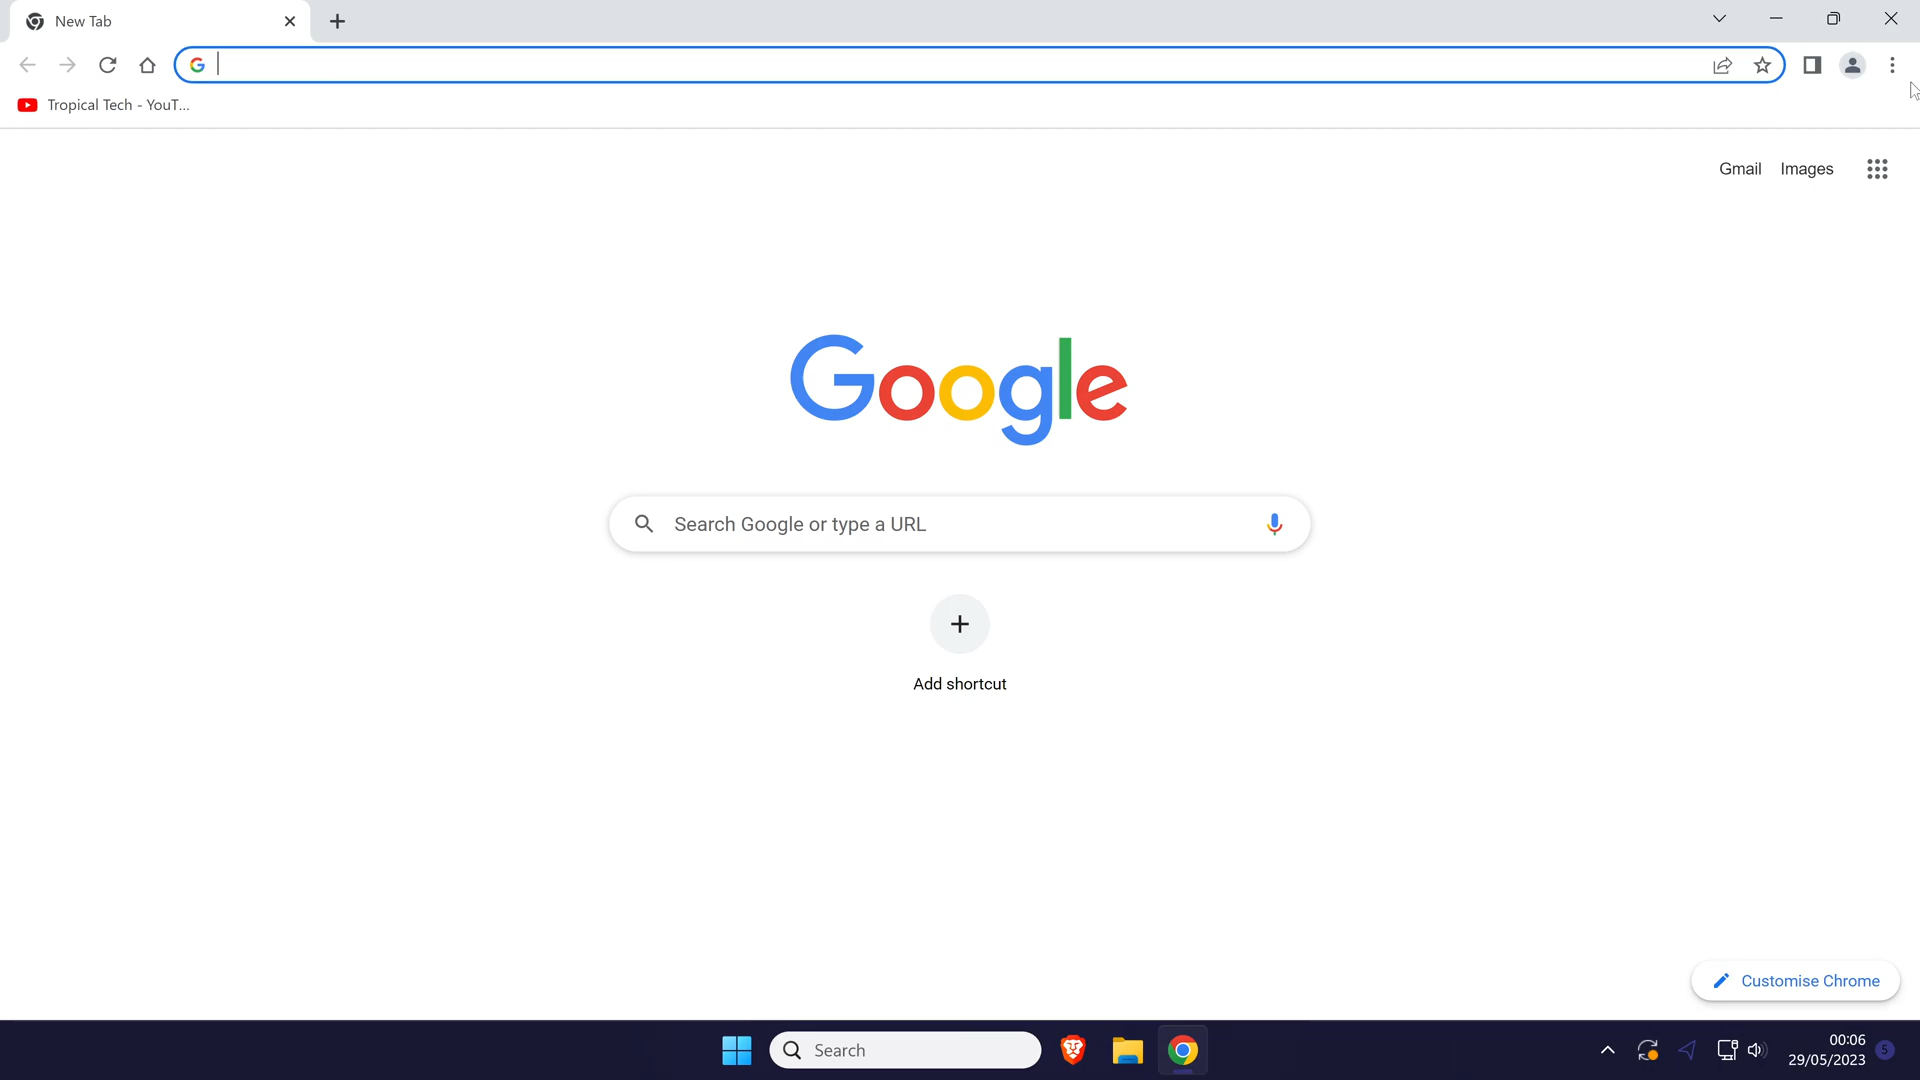 New Tab
Tropical Tech - YouT...
Gmail Images
Google
Search Google or type a URL
Add shortcut
Customise Chrome
Search
00:06
29/05/2023
5